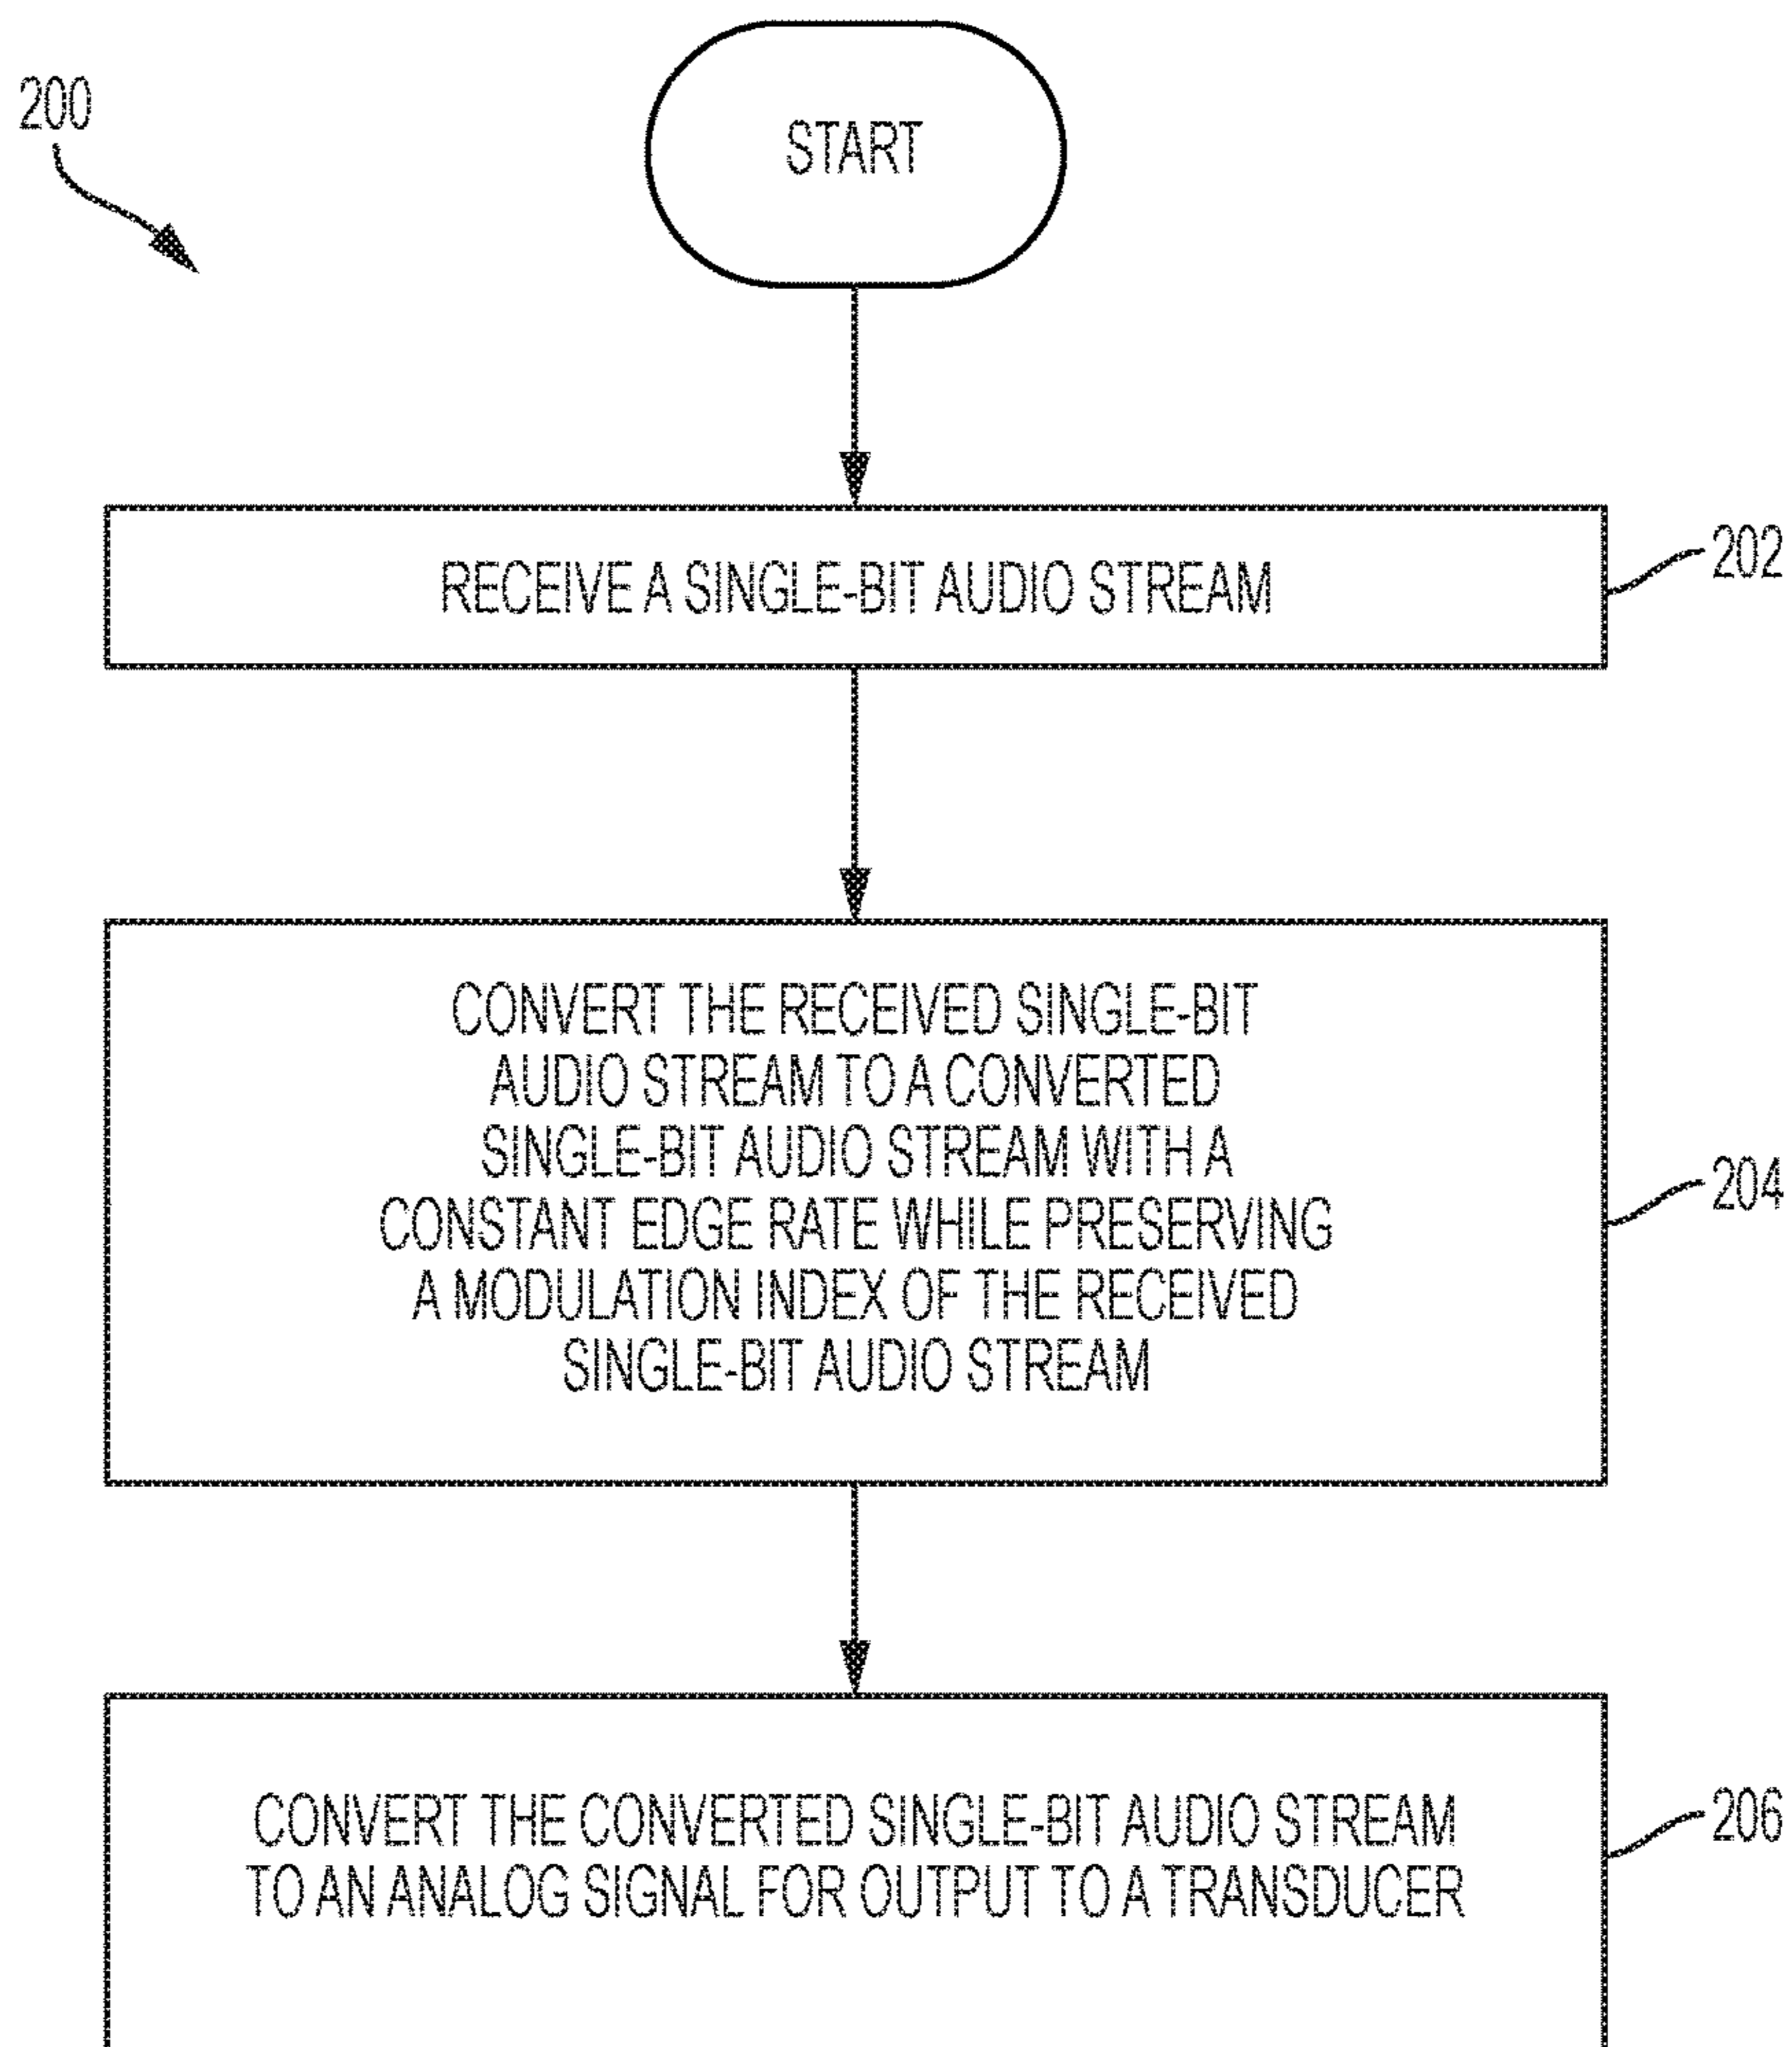 200
START
RECEIVE A SINGLE-BIT AUDIO STREAM
202
CONVERT THE RECEIVED SINGLE-BIT
AUDIO STREAM TO A CONVERTED
SINGLE-BIT AUDIO STREAM WITH A
CONSTANT EDGE RATE WHILE PRESERVING
A MODULATION INDEX OF THE RECEIVED
SINGLE-BIT AUDIO STREAM
204
CONVERT THE CONVERTED SINGLE-BIT AUDIO STREAM
TO AN ANALOG SIGNAL FOR OUTPUT TO A TRANSDUCER
206